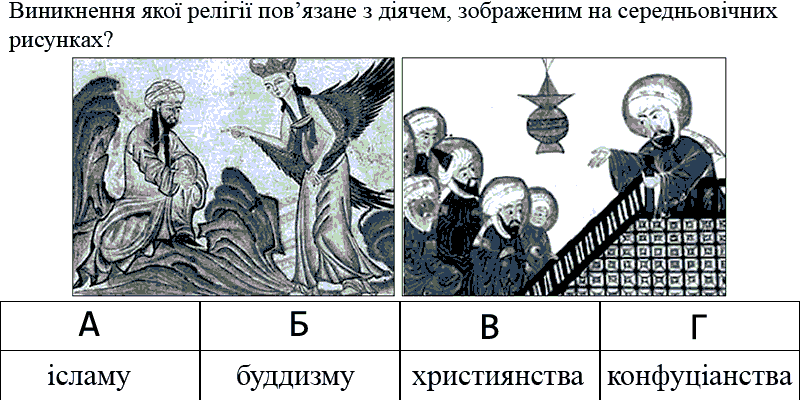 Виникнення якої релігії пов’язане з діячем, зображеним на середньовічних
рисунках?
А Б В Г
ісламу буддизму християнства конфуціанства